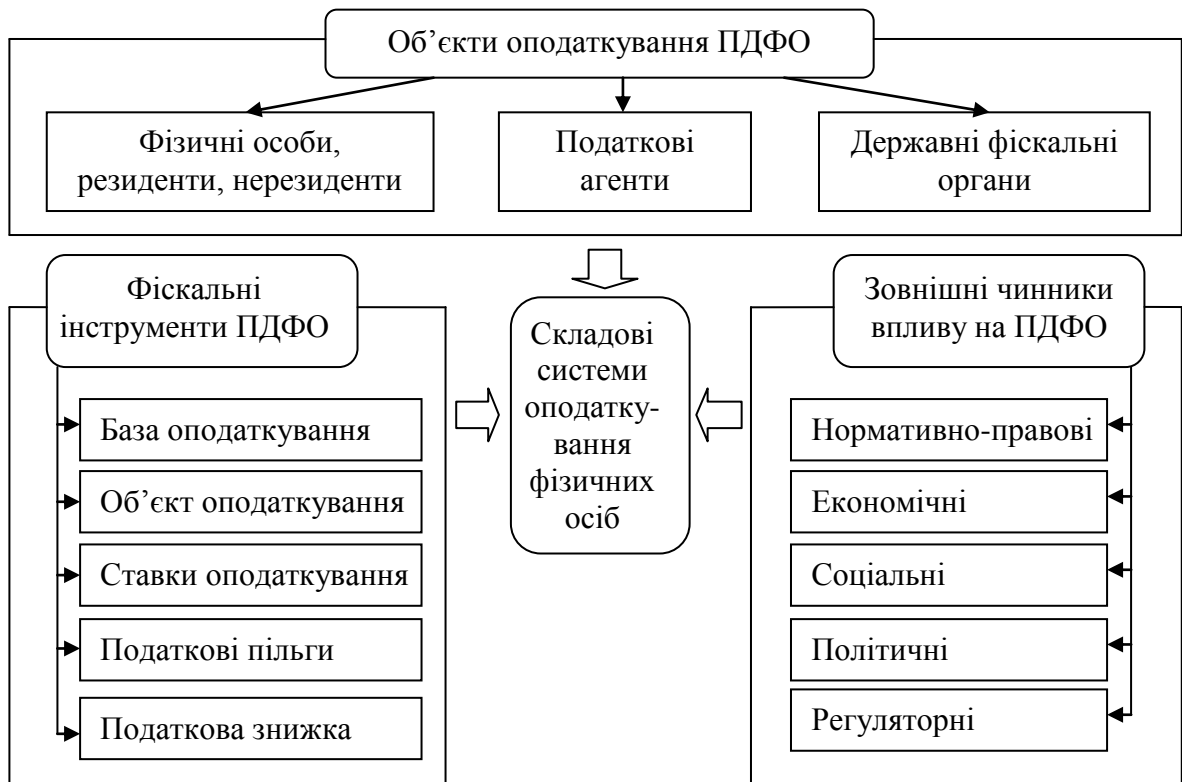 Об’єкти оподаткування ПДФО
Фізичні особи,
резиденти, нерезиденти
Податкові
агенти
Державні фіскальні
органи
Фіскальні
інструменти ПДФО
База оподаткування
Об’єкт оподаткування
Ставки оподаткування
Податкові пільги
Податкова знижка
Складові
системи
оподатку-
вання
фізичних
осіб
Зовнішні чинники
впливу на ПДФО
Нормативно-правові
Економічні
Соціальні
Політичні
Регуляторні